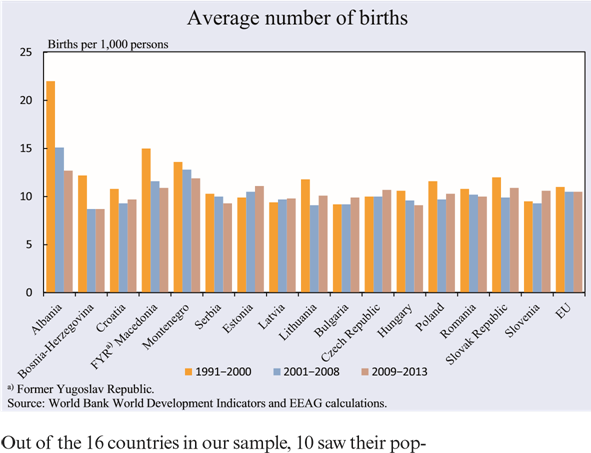 Average number of births
Births per 1,000 persons
25
20
15
10
5
0
Albania
Bosnia-Herzegovina
Croatia
FYRᵃ⁾ Macedonia
Montenegro
Serbia
Estonia
Latvia
Lithuania
Bulgaria
Czech Republic
Hungary
Poland
Romania
Slovak Republic
Slovenia
EU
1991–2000 2001–2008 2009–2013
ᵃ⁾ Former Yugoslav Republic.
Source: World Bank World Development Indicators and EEAG calculations.
Out of the 16 countries in our sample, 10 saw their pop-